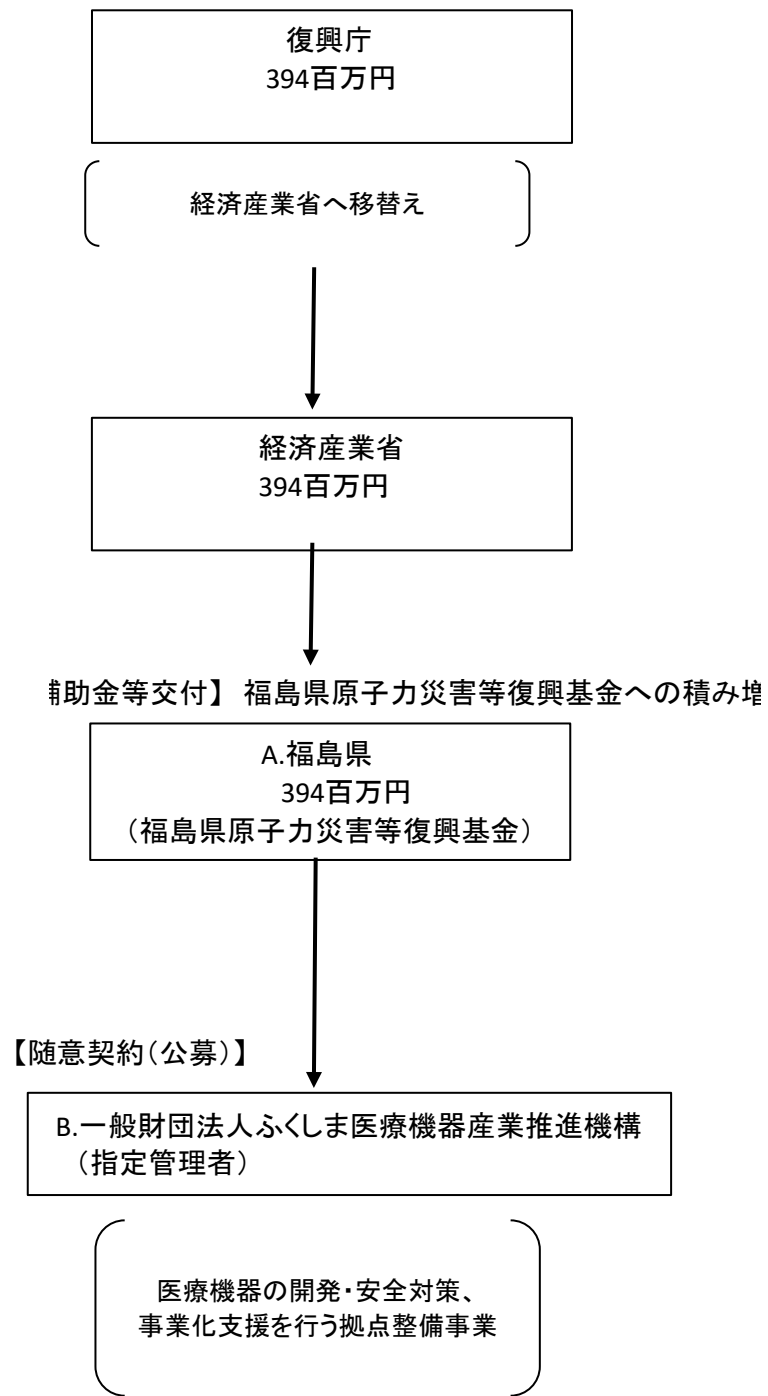 復興庁
394百万円
経済産業省へ移替え
経済産業省
394百万円
補助金等交付】 福島県原子力災害等復興基金への積み増
A.福島県
394百万円
（福島県原子力災害等復興基金）
【随意契約（公募）】
B.一般財団法人ふくしま医療機器産業推進機構
（指定管理者）
医療機器の開発・安全対策、
事業化支援を行う拠点整備事業